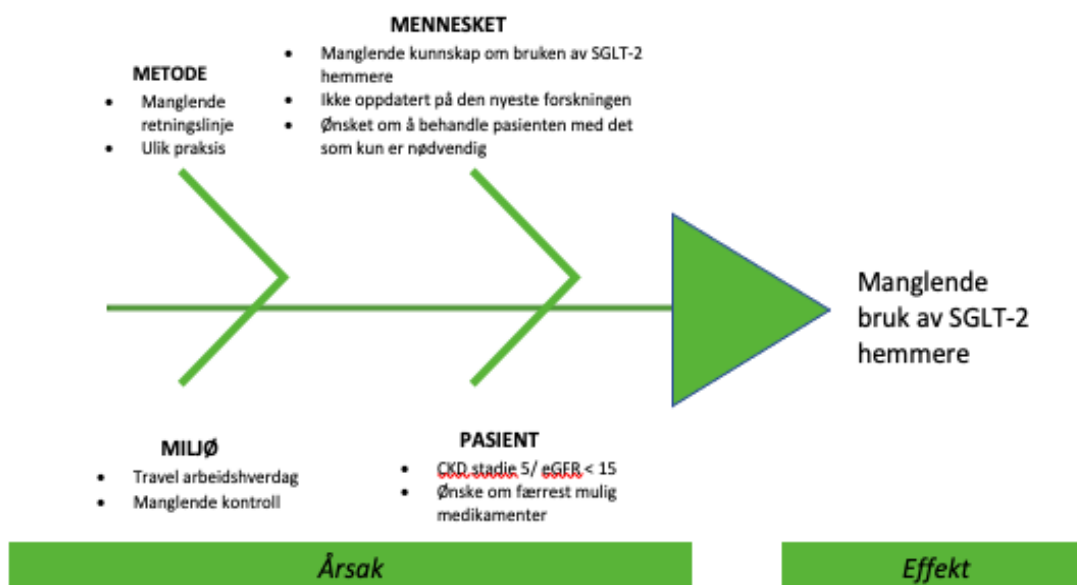 MENNESKET
Manglende kunnskap om bruken av SGLT-2
hemmere
Ikke oppdatert på den nyeste forskningen
Ønsket om å behandle pasienten med det
som kun er nødvendig
METODE
Manglende
retningslinje
Ulik praksis
Manglende
bruk av SGLT-2
hemmere
MILJØ
Travel arbeidshverdag
Manglende kontroll
PASIENT
CKD stadie 5/ eGFR < 15
Ønske om færrest mulig
medikamenter
Årsak
Effekt